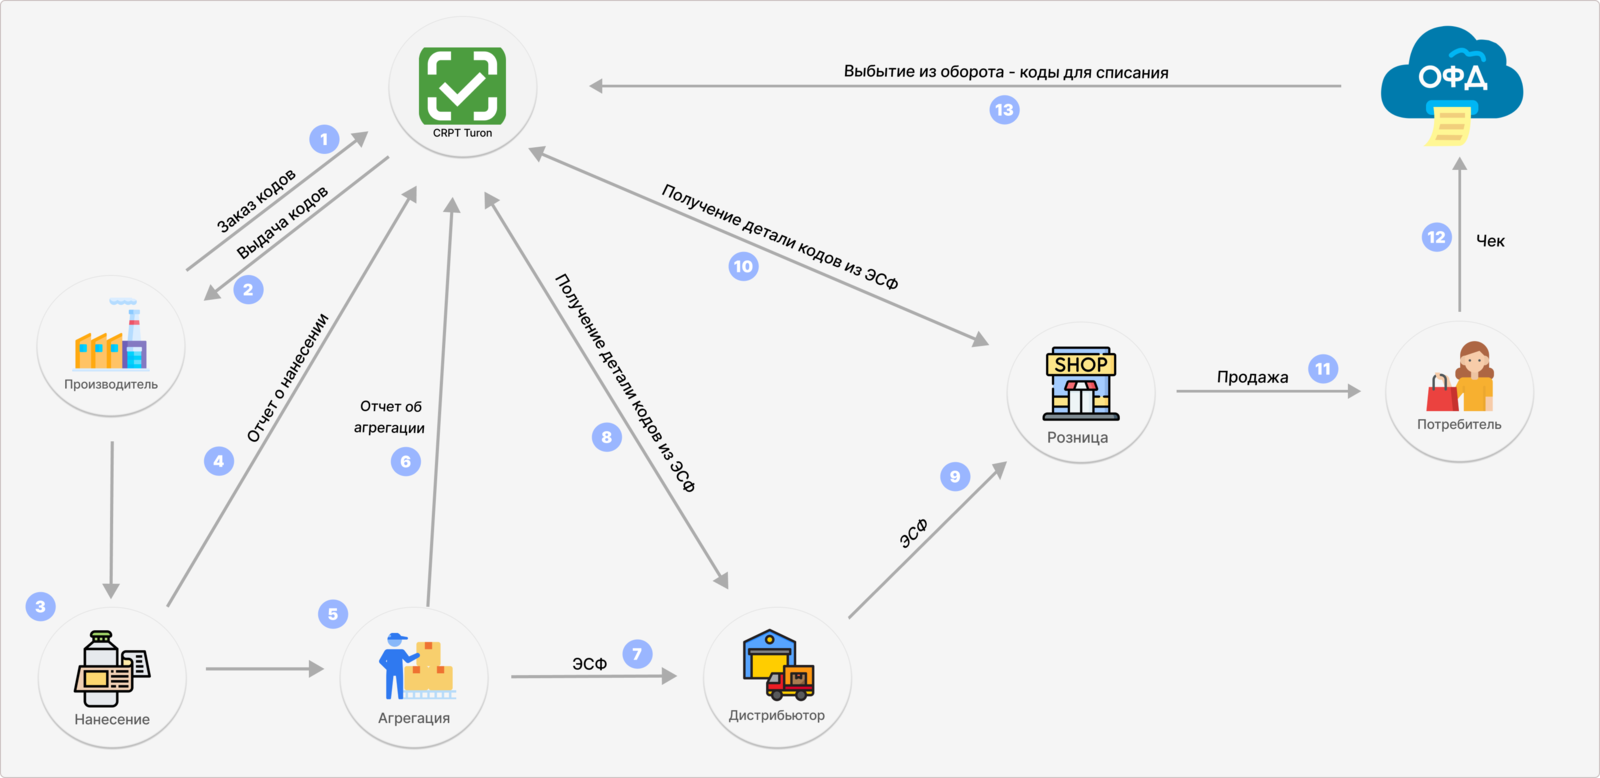 CRPT Turon
Выбытие из оборота - коды для списания
13
ОФД
1
Заказ кодов
Выдача кодов
2
Получение детали кодов из ЭСФ
10
12
Чек
Производитель
Отчет о нанесении
4
Отчет об
агрегации
6
Получение детали кодов из ЭСФ
8
SHOP
Розница
Продажа
11
Потребитель
9
ЭСФ
3
Нанесение
5
Агрегация
ЭСФ
7
Дистрибьютор